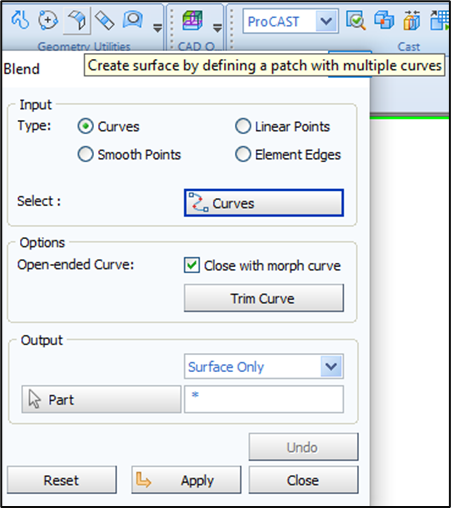 ProCAST
Geometry Utilities
CAD O
Cast
Create surface by defining a patch with multiple curves
Blend
Input
Type:
Curves
Linear Points
Smooth Points
Element Edges
Select :
Curves
Options
Open-ended Curve:
Close with morph curve
Trim Curve
Output
Surface Only
Part
*
Undo
Reset
Apply
Close